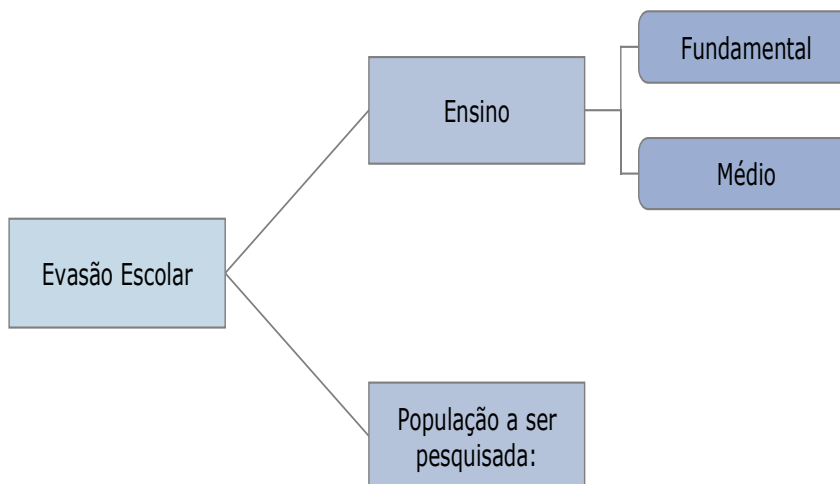 Fundamental
Ensino
Médio
Evasão Escolar
População a ser
pesquisada: